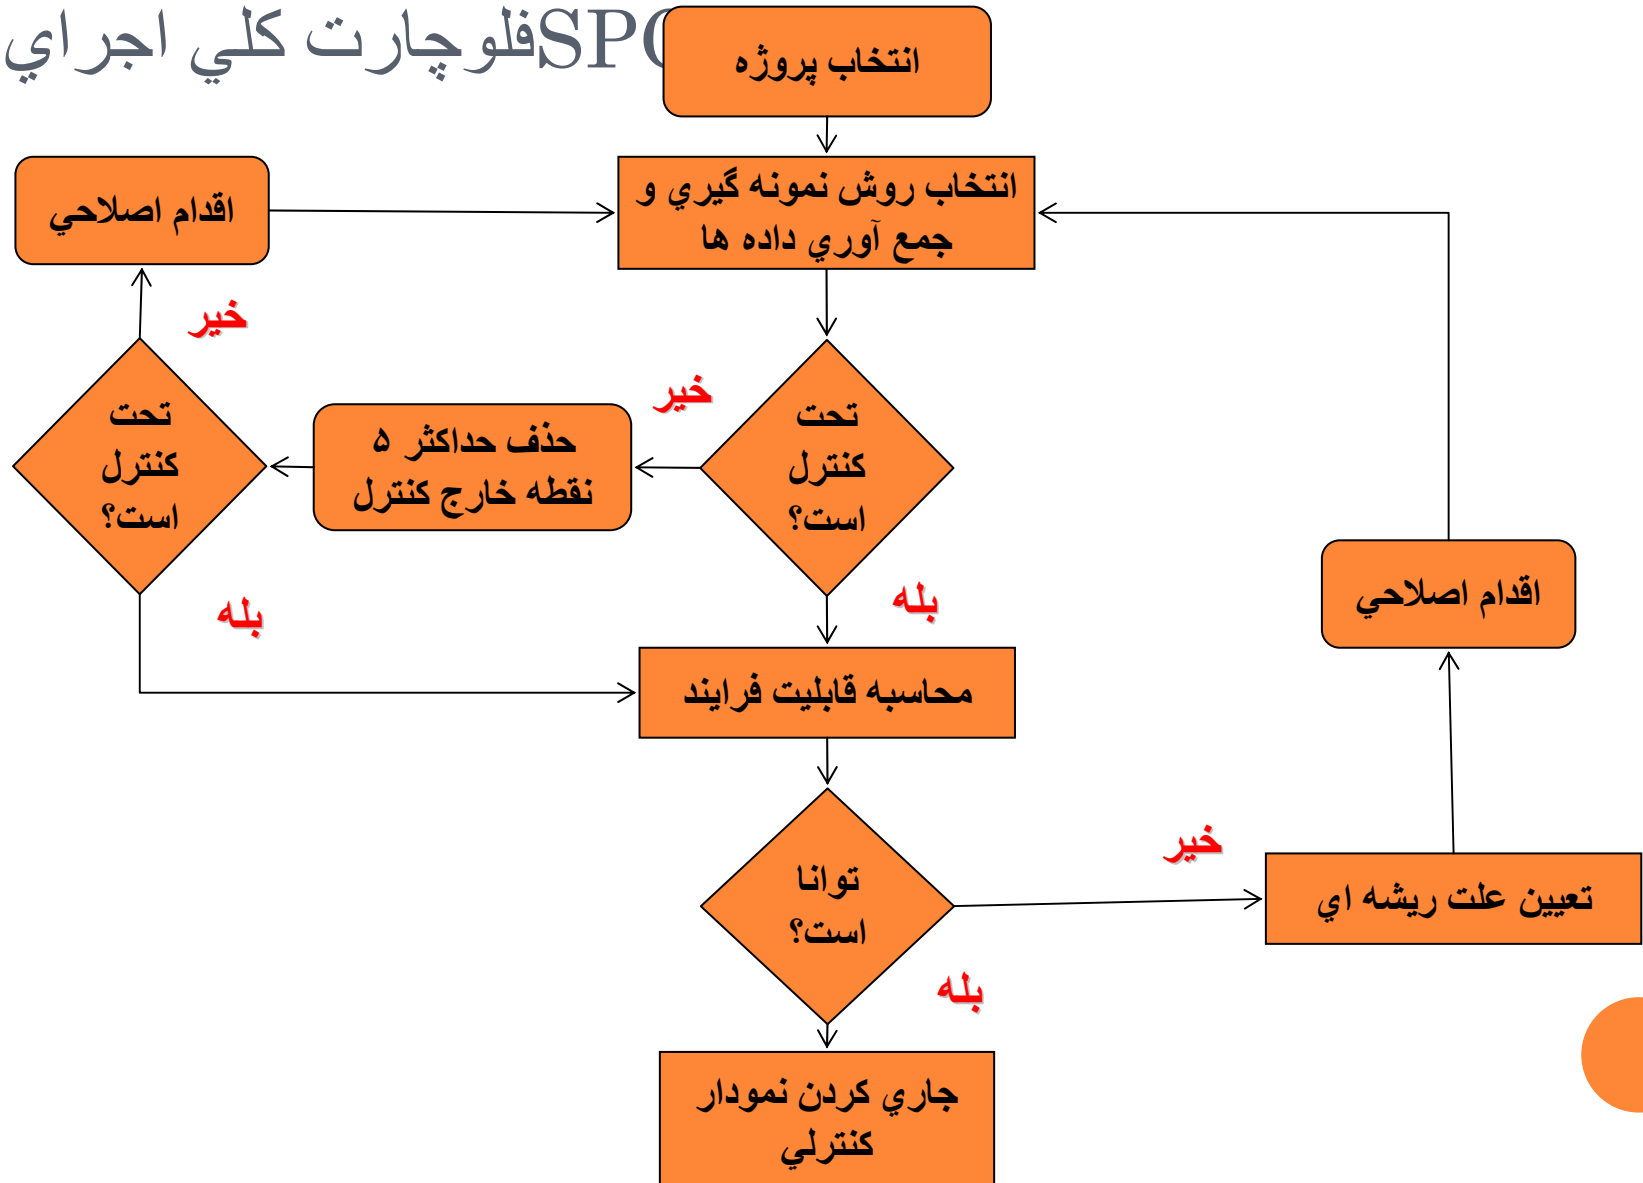 فلوچارت كلي اجراي SPC
انتخاب پروژه
انتخاب روش نمونه گيري و
جمع آوري داده ها
اقدام اصلاحي
خير
خير
تحت
كنترل
است؟
حذف حداكثر ۵
نقطه خارج كنترل
تحت
كنترل
است؟
بله
بله
اقدام اصلاحي
محاسبه قابليت فرايند
خير
توانا
است؟
تعيين علت ريشه اي
بله
جاري كردن نمودار
كنترلي